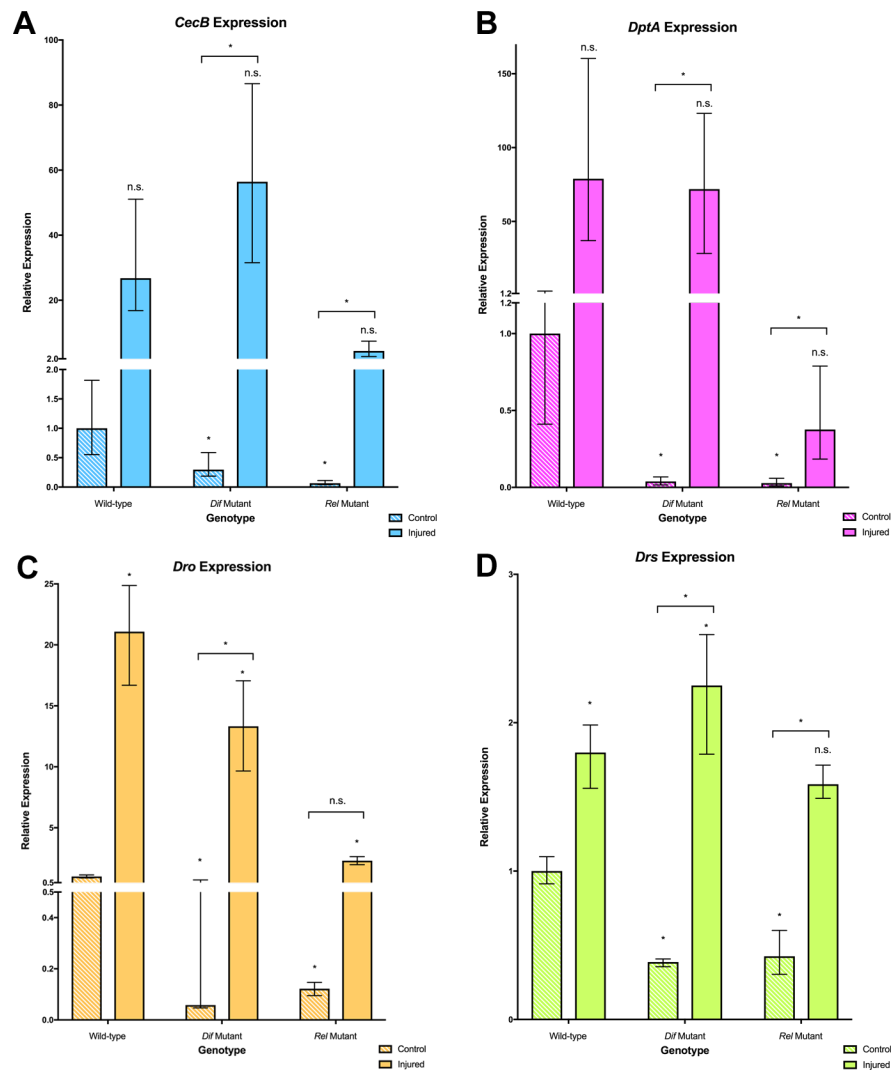 A
CecB Expression
Relative Expression
100
80
60
40
20
2.0
2.0
1.5
1.0
0.5
0.0
n.s.
*
n.s.
*
n.s.
*
*
Wild-type
Dif Mutant
Rel Mutant
Genotype
Control
Injured
B
DptA Expression
Relative Expression
150
100
50
1.2
1.2
1.0
0.5
0.0
n.s.
*
n.s.
*
n.s.
*
*
Wild-type
Dif Mutant
Rel Mutant
Genotype
Control
Injured
C
Dro Expression
Relative Expression
25
20
15
10
5
0.5
0.5
0.4
0.2
0.0
*
*
*
*
n.s.
*
*
Wild-type
Dif Mutant
Rel Mutant
Genotype
Control
Injured
D
Drs Expression
Relative Expression
3
2
1
0
*
*
*
*
*
n.s.
*
Wild-type
Dif Mutant
Rel Mutant
Genotype
Control
Injured